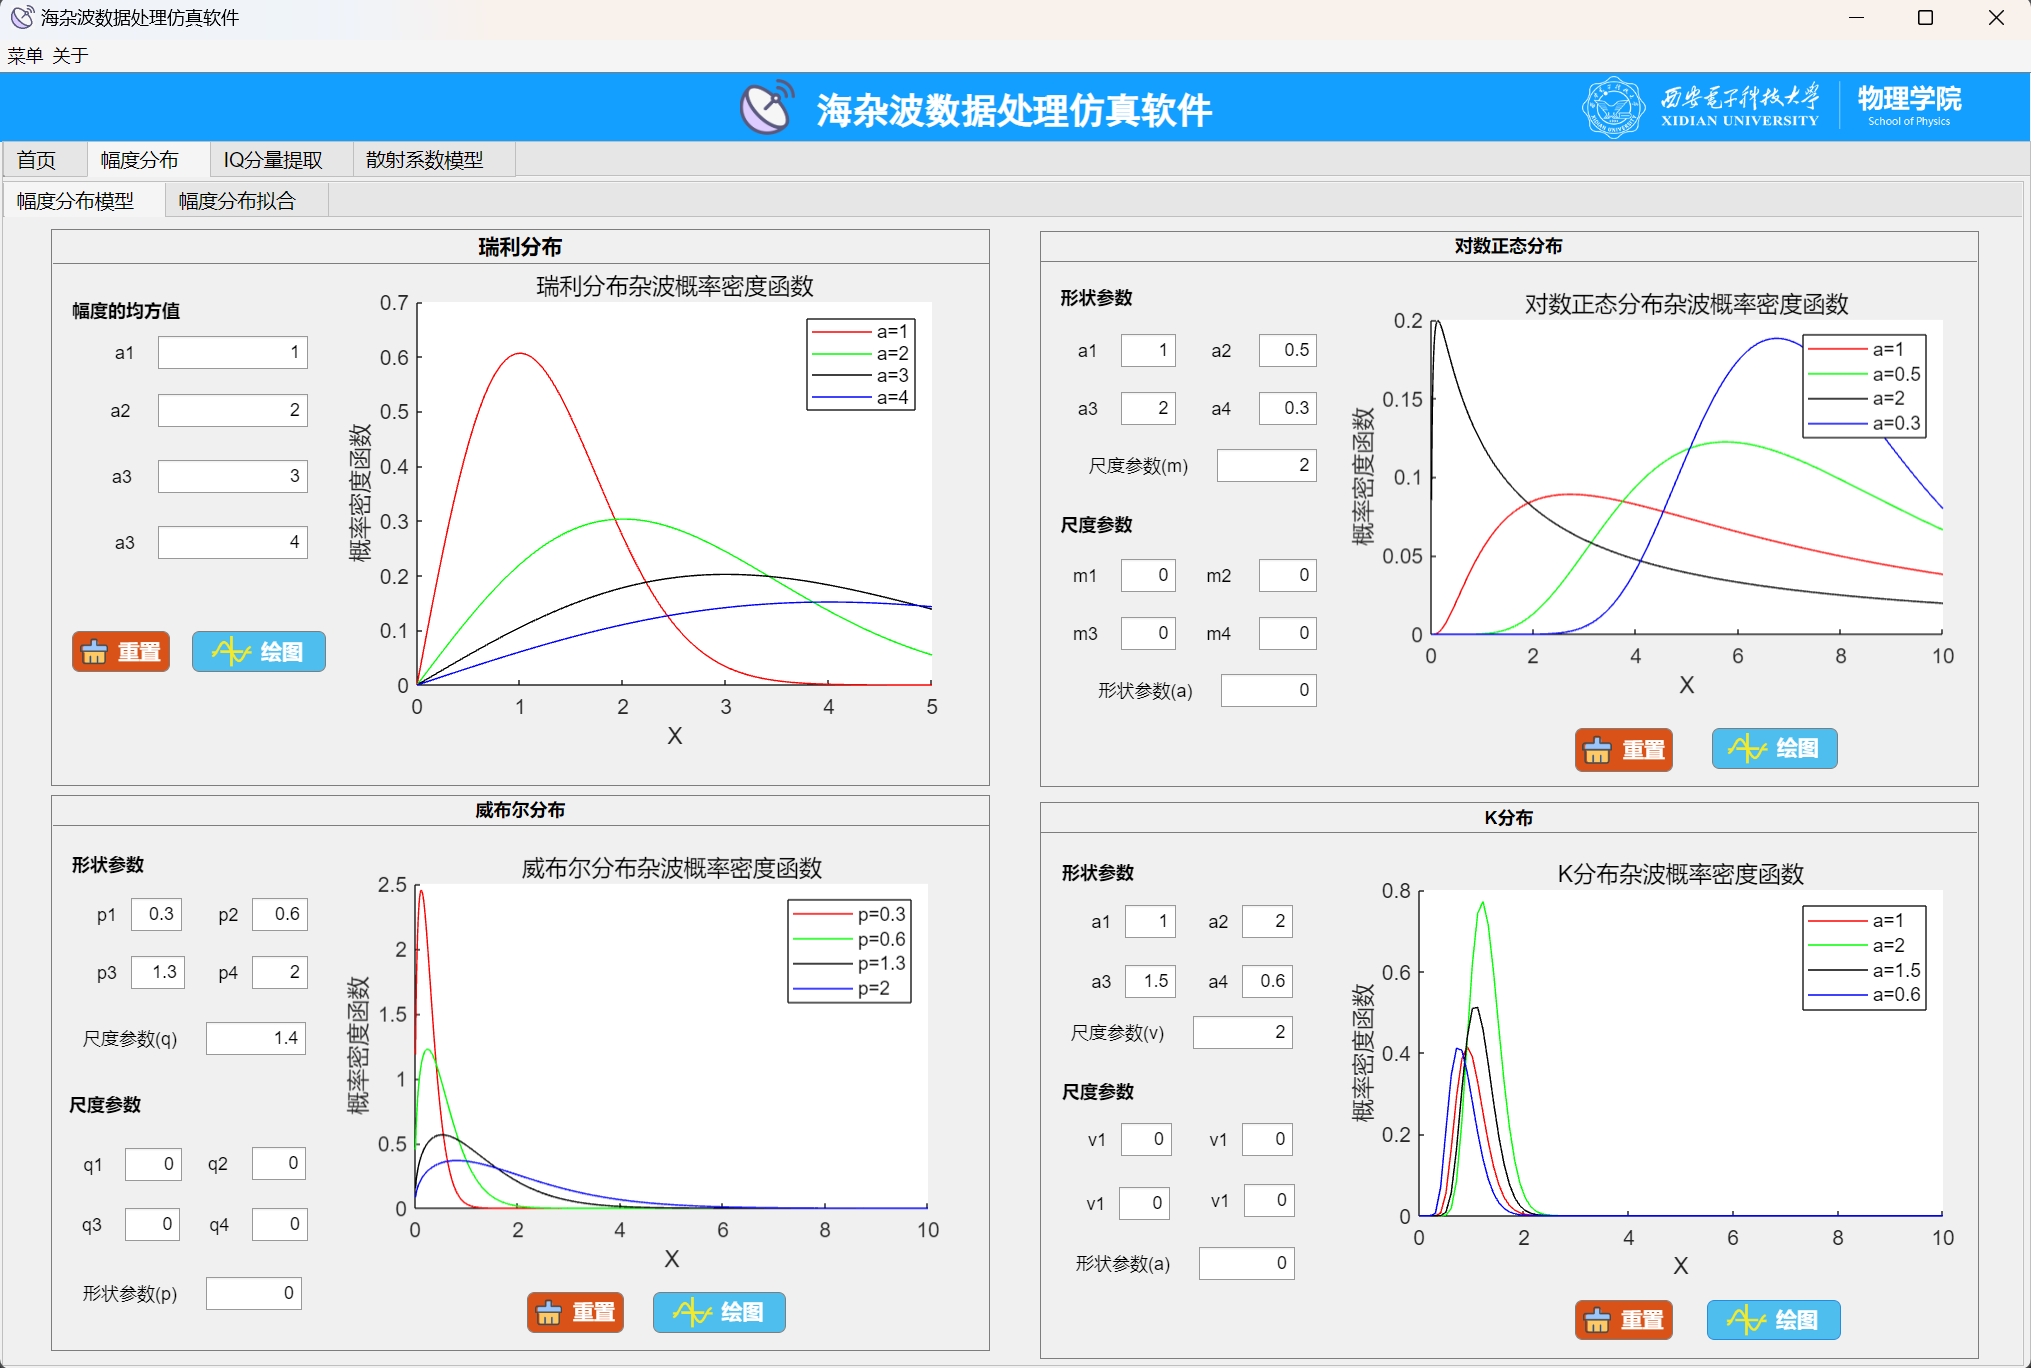 海杂波数据处理仿真软件
菜单 关于
海杂波数据处理仿真软件
西安电子科技大学
XIDIAN UNIVERSITY
物理学院
School of Physics
首页 幅度分布 IQ分量提取 散射系数模型
幅度分布模型 幅度分布拟合
瑞利分布
幅度的均方值
a1 1
a2 2
a3 3
a3 4
重置 绘图
瑞利分布杂波概率密度函数
概率密度函数
0.7
0.6
0.5
0.4
0.3
0.2
0.1
0
0 1 2 3 4 5
X
a=1
a=2
a=3
a=4
对数正态分布
形状参数
a1 1 a2 0.5
a3 2 a4 0.3
尺度参数(m) 2
尺度参数
m1 0 m2 0
m3 0 m4 0
形状参数(a) 0
对数正态分布杂波概率密度函数
概率密度函数
0.2
0.15
0.1
0.05
0
0 2 4 6 8 10
X
a=1
a=0.5
a=2
a=0.3
重置 绘图
威布尔分布
形状参数
p1 0.3 p2 0.6
p3 1.3 p4 2
尺度参数(q) 1.4
尺度参数
q1 0 q2 0
q3 0 q4 0
形状参数(p) 0
威布尔分布杂波概率密度函数
概率密度函数
2.5
2
1.5
1
0.5
0
0 2 4 6 8 10
X
p=0.3
p=0.6
p=1.3
p=2
重置 绘图
K分布
形状参数
a1 1 a2 2
a3 1.5 a4 0.6
尺度参数(v) 2
尺度参数
v1 0 v1 0
v1 0 v1 0
形状参数(a) 0
K分布杂波概率密度函数
概率密度函数
0.8
0.6
0.4
0.2
0
0 2 4 6 8 10
X
a=1
a=2
a=1.5
a=0.6
重置 绘图